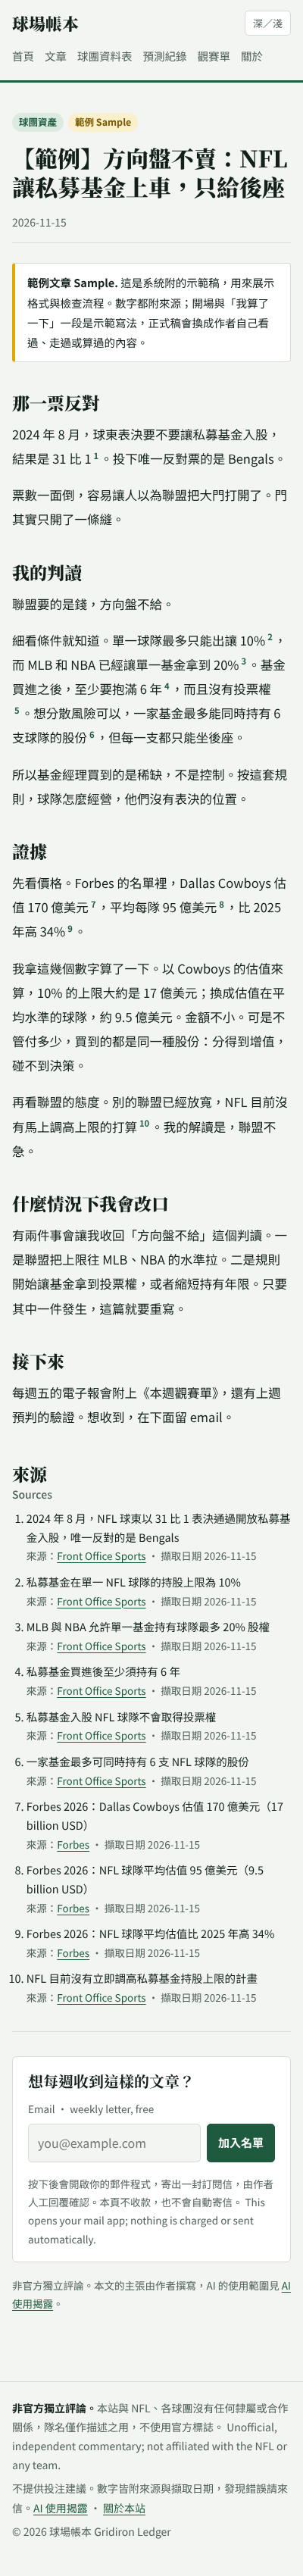 球場帳本
深／淺
首頁 文章 球團資料表 預測紀錄 觀賽單 關於
球團資產 範例 Sample
【範例】方向盤不賣：NFL
讓私募基金上車，只給後座
2026-11-15
範例文章 Sample. 這是系統附的示範稿，用來展
示格式與檢查流程。數字都附來源；開場與「我算了
一下」一段是示範寫法，正式稿會換成作者自己看
過、走過或算過的內容。
那一票反對
2024 年 8 月，球東表決要不要讓私募基金入股，
結果是 31 比 1 1。投下唯一反對票的是 Bengals。
票數一面倒，容易讓人以為聯盟把大門打開了。門
其實只開了一條縫。
我的判讀
聯盟要的是錢，方向盤不給。
細看條件就知道。單一球隊最多只能出讓 10% 2，
而 MLB 和 NBA 已經讓單一基金拿到 20% 3。基金
買進之後，至少要抱滿 6 年 4，而且沒有投票權
5。想分散風險可以，一家基金最多能同時持有 6
支球隊的股份 6，但每一支都只能坐後座。
所以基金經理買到的是稀缺，不是控制。按這套規
則，球隊怎麼經營，他們沒有表決的位置。
證據
先看價格。Forbes 的名單裡，Dallas Cowboys 估
值 170 億美元 7，平均每隊 95 億美元 8，比 2025
年高 34% 9。
我拿這幾個數字算了一下。以 Cowboys 的估值來
算，10% 的上限大約是 17 億美元；換成估值在平
均水準的球隊，約 9.5 億美元。金額不小。可是不
管付多少，買到的都是同一種股份：分得到增值，
碰不到決策。
再看聯盟的態度。別的聯盟已經放寬，NFL 目前沒
有馬上調高上限的打算 10。我的解讀是，聯盟不
急。
什麼情況下我會改口
有兩件事會讓我收回「方向盤不給」這個判讀。一
是聯盟把上限往 MLB、NBA 的水準拉。二是規則
開始讓基金拿到投票權，或者縮短持有年限。只要
其中一件發生，這篇就要重寫。
接下來
每週五的電子報會附上《本週觀賽單》，還有上週
預判的驗證。想收到，在下面留 email。
來源
Sources
1. 2024 年 8 月，NFL 球東以 31 比 1 表決通過開放私募基
金入股，唯一反對的是 Bengals
來源：Front Office Sports · 擷取日期 2026-11-15
2. 私募基金在單一 NFL 球隊的持股上限為 10%
來源：Front Office Sports · 擷取日期 2026-11-15
3. MLB 與 NBA 允許單一基金持有球隊最多 20% 股權
來源：Front Office Sports · 擷取日期 2026-11-15
4. 私募基金買進後至少須持有 6 年
來源：Front Office Sports · 擷取日期 2026-11-15
5. 私募基金入股 NFL 球隊不會取得投票權
來源：Front Office Sports · 擷取日期 2026-11-15
6. 一家基金最多可同時持有 6 支 NFL 球隊的股份
來源：Front Office Sports · 擷取日期 2026-11-15
7. Forbes 2026：Dallas Cowboys 估值 170 億美元（17
billion USD）
來源：Forbes · 擷取日期 2026-11-15
8. Forbes 2026：NFL 球隊平均估值 95 億美元（9.5
billion USD）
來源：Forbes · 擷取日期 2026-11-15
9. Forbes 2026：NFL 球隊平均估值比 2025 年高 34%
來源：Forbes · 擷取日期 2026-11-15
10. NFL 目前沒有立即調高私募基金持股上限的計畫
來源：Front Office Sports · 擷取日期 2026-11-15
想每週收到這樣的文章？
Email · weekly letter, free
you@example.com
加入名單
按下後會開啟你的郵件程式，寄出一封訂閱信，由作者
人工回覆確認。本頁不收款，也不會自動寄信。 This
opens your mail app; nothing is charged or sent
automatically.
非官方獨立評論。本文的主張由作者撰寫，AI 的使用範圍見 AI
使用揭露。
非官方獨立評論。本站與 NFL、各球團沒有任何隸屬或合作
關係，隊名僅作描述之用，不使用官方標誌。 Unofficial,
independent commentary; not affiliated with the NFL or
any team.
不提供投注建議。數字皆附來源與擷取日期，發現錯誤請來
信。AI 使用揭露 · 關於本站
© 2026 球場帳本 Gridiron Ledger